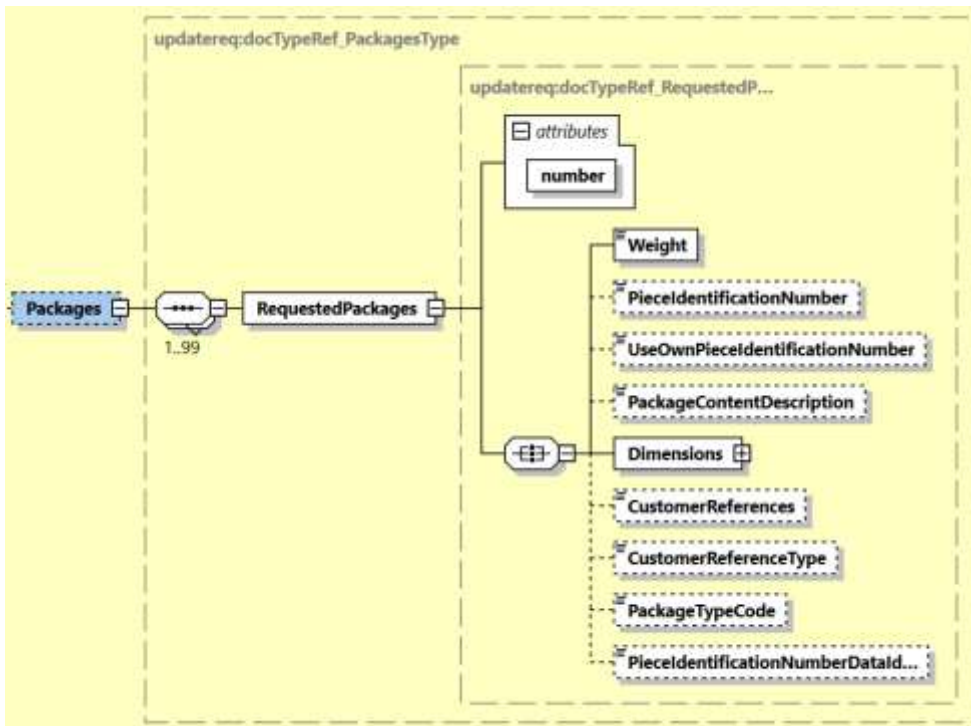 updatereq:docTypeRef_PackagesType
updatereq:docTypeRef_RequestedP...
attributes
number
Weight
PieceIdentificationNumber
Packages
RequestedPackages
1..99
UseOwnPieceIdentificationNumber
PackageContentDescription
Dimensions
CustomerReferences
CustomerReferenceType
PackageTypeCode
PieceIdentificationNumberDataId...